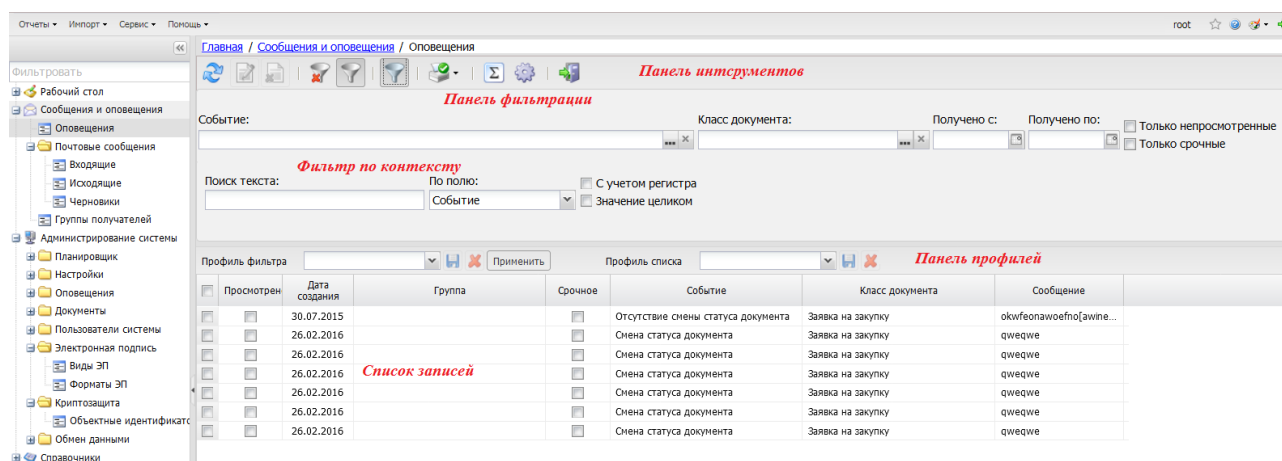 Отчеты Импорт Сервис Помощь root
Главная / Сообщения и оповещения / Оповещения
Фильтровать
Рабочий стол
Сообщения и оповещения
Оповещения
Почтовые сообщения
Входящие
Исходящие
Черновики
Группы получателей
Администрирование системы
Планировщик
Настройки
Оповещения
Документы
Пользователи системы
Электронная подпись
Виды ЭП
Форматы ЭП
Криптозащита
Объектные идентификатс
Обмен данными
Справочники
Панель интсрументов
Панель фильтрации
Событие: Класс документа: Получено с: Получено по:
Только непросмотренные
Только срочные
Фильтр по контексту
Поиск текста: По полю: С учетом регистра
Событие Значение целиком
Профиль фильтра Применить Профиль списка Панель профилей
Просмотрен Дата создания Группа Срочное Событие Класс документа Сообщение
30.07.2015 Отсутствие смены статуса документа Заявка на закупку okwfeonawoefno[awine...
26.02.2016 Смена статуса документа Заявка на закупку qweqwe
26.02.2016 Смена статуса документа Заявка на закупку qweqwe
26.02.2016 Список записей Смена статуса документа Заявка на закупку qweqwe
26.02.2016 Смена статуса документа Заявка на закупку qweqwe
26.02.2016 Смена статуса документа Заявка на закупку qweqwe
26.02.2016 Смена статуса документа Заявка на закупку qweqwe